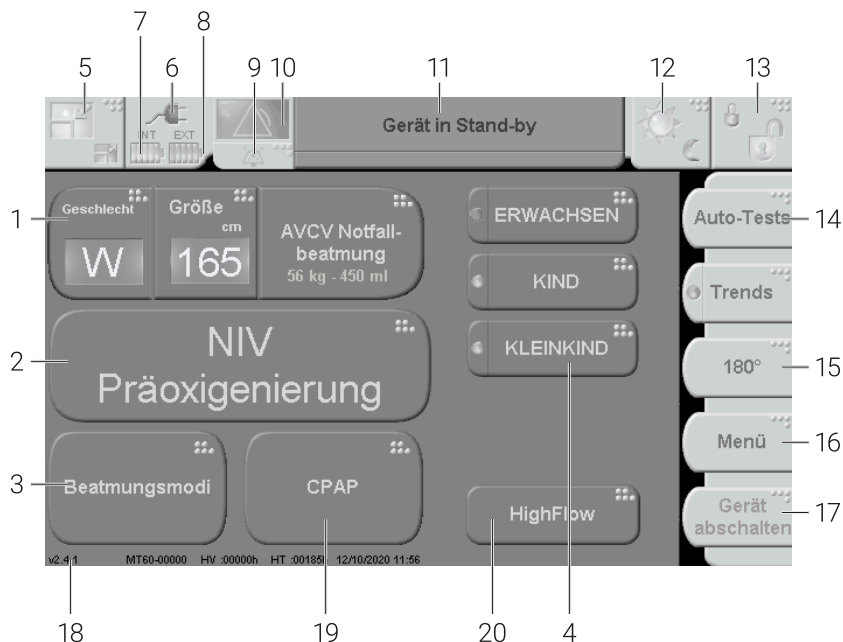 7 8
5 6 9 10 11 12 13
INT EXT
Gerät in Stand-by
1
Geschlecht
W
Größe
cm
165
AVCV Notfall-
beatmung
56 kg - 450 ml
ERWACHSEN
KIND
KLEINKIND
Auto-Tests 14
Trends
2
NIV
Präoxigenierung
180° 15
Menü 16
3
Beatmungsmodi
CPAP
HighFlow
Gerät
abschalten
17
v2.4.1 MT60-00000 HV :00000h HT :00185h 12/10/2020 11:56
18 19 20 4